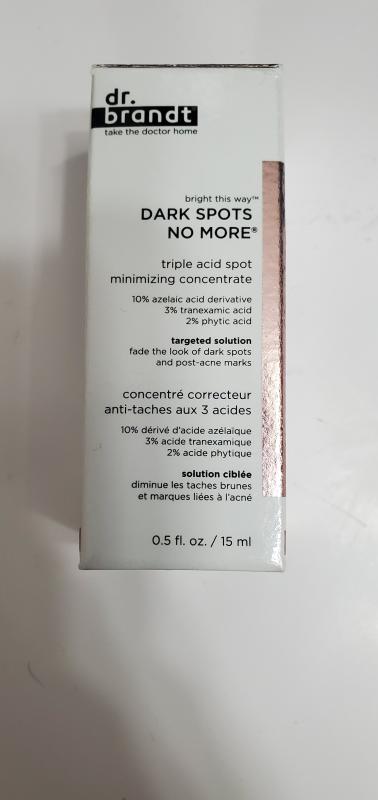 dr.
brandt
take the doctor home
bright this way™
DARK SPOTS
NO MORE®
triple acid spot
minimizing concentrate
10% azelaic acid derivative
3% tranexamic acid
2% phytic acid
targeted solution
fade the look of dark spots
and post-acne marks
concentré correcteur
anti-taches aux 3 acides
10% dérivé d'acide azélaïque
3% acide tranexamique
2% acide phytique
solution ciblée
diminue les taches brunes
et marques liées à l'acné
0.5 fl. oz. / 15 ml